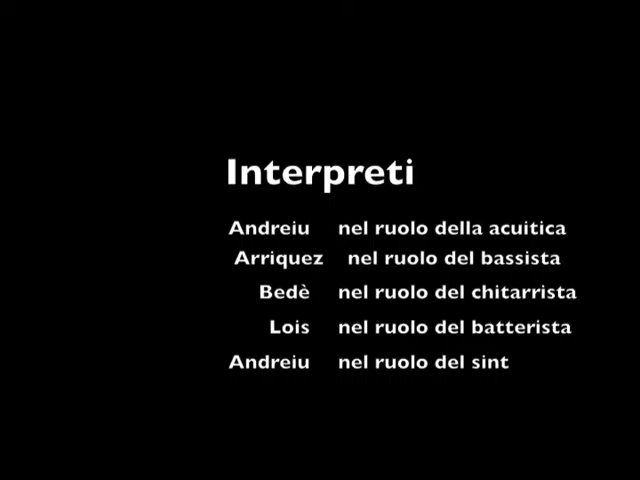 Interpreti
Andreiu nel ruolo della acuitica
Arriquez nel ruolo del bassista
Bedè nel ruolo del chitarrista
Lois nel ruolo del batterista
Andreiu nel ruolo del sint